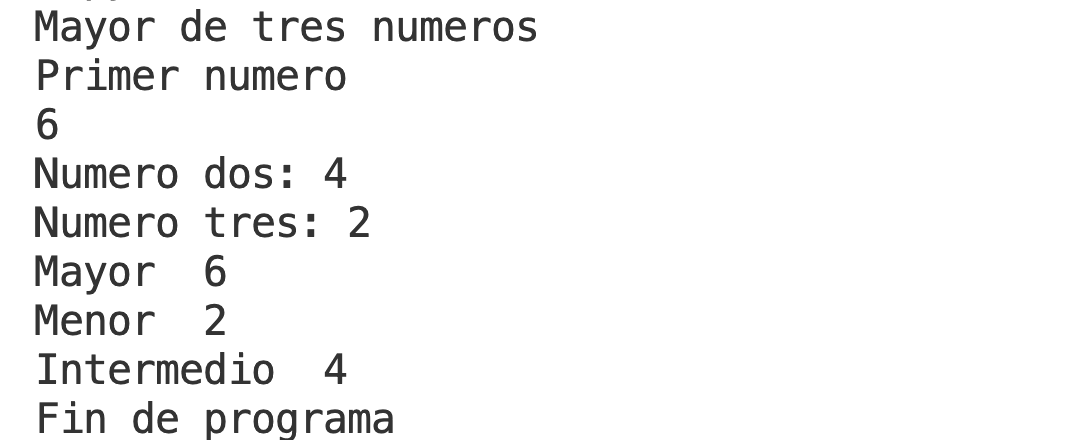 Mayor de tres numeros
Primer numero
6
Numero dos: 4
Numero tres: 2
Mayor  6
Menor  2
Intermedio  4
Fin de programa